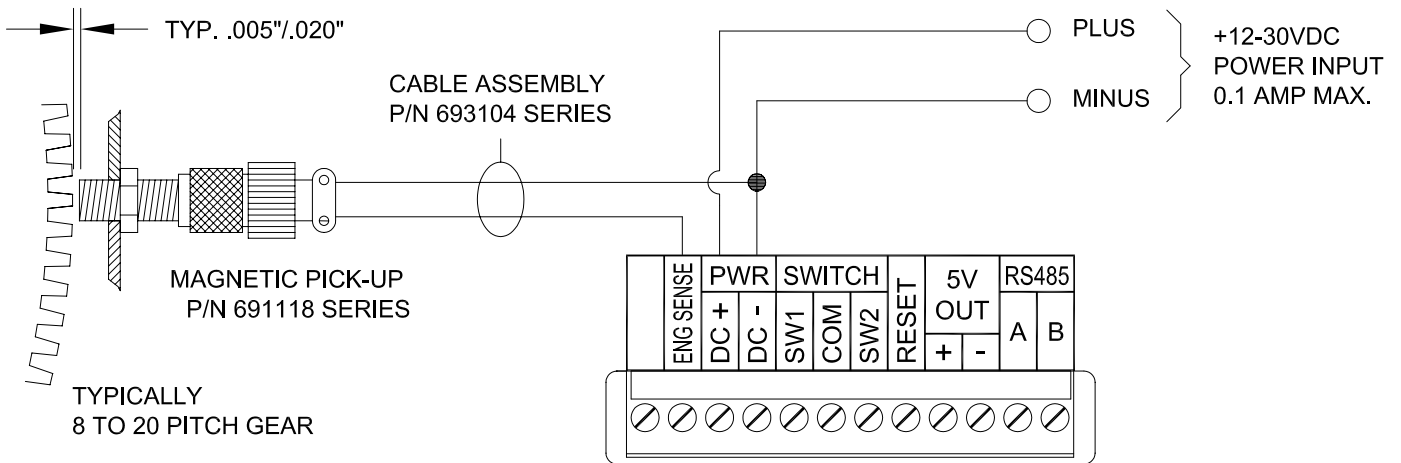 TYP. .005"/.020"
PLUS
MINUS
+12-30VDC
POWER INPUT
0.1 AMP MAX.
CABLE ASSEMBLY
P/N 693104 SERIES
MAGNETIC PICK-UP
P/N 691118 SERIES
TYPICALLY
8 TO 20 PITCH GEAR
ENG SENSE
PWR
DC +
DC -
SWITCH
SW1
COM
SW2
RESET
5V
OUT
+
-
RS485
A
B